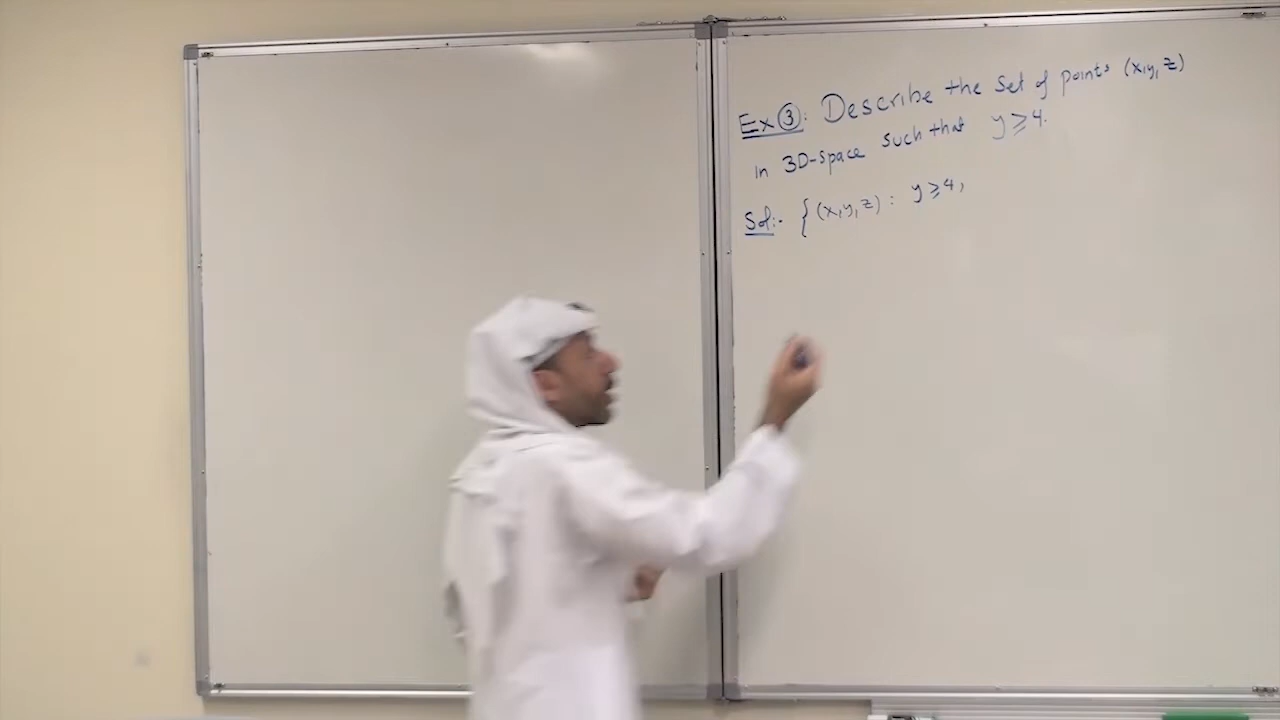 Ex ③: Describe the set of points (x,y,z)
in 3D-space such that y≥4.
Sol:- {(x,y,z): y≥4,